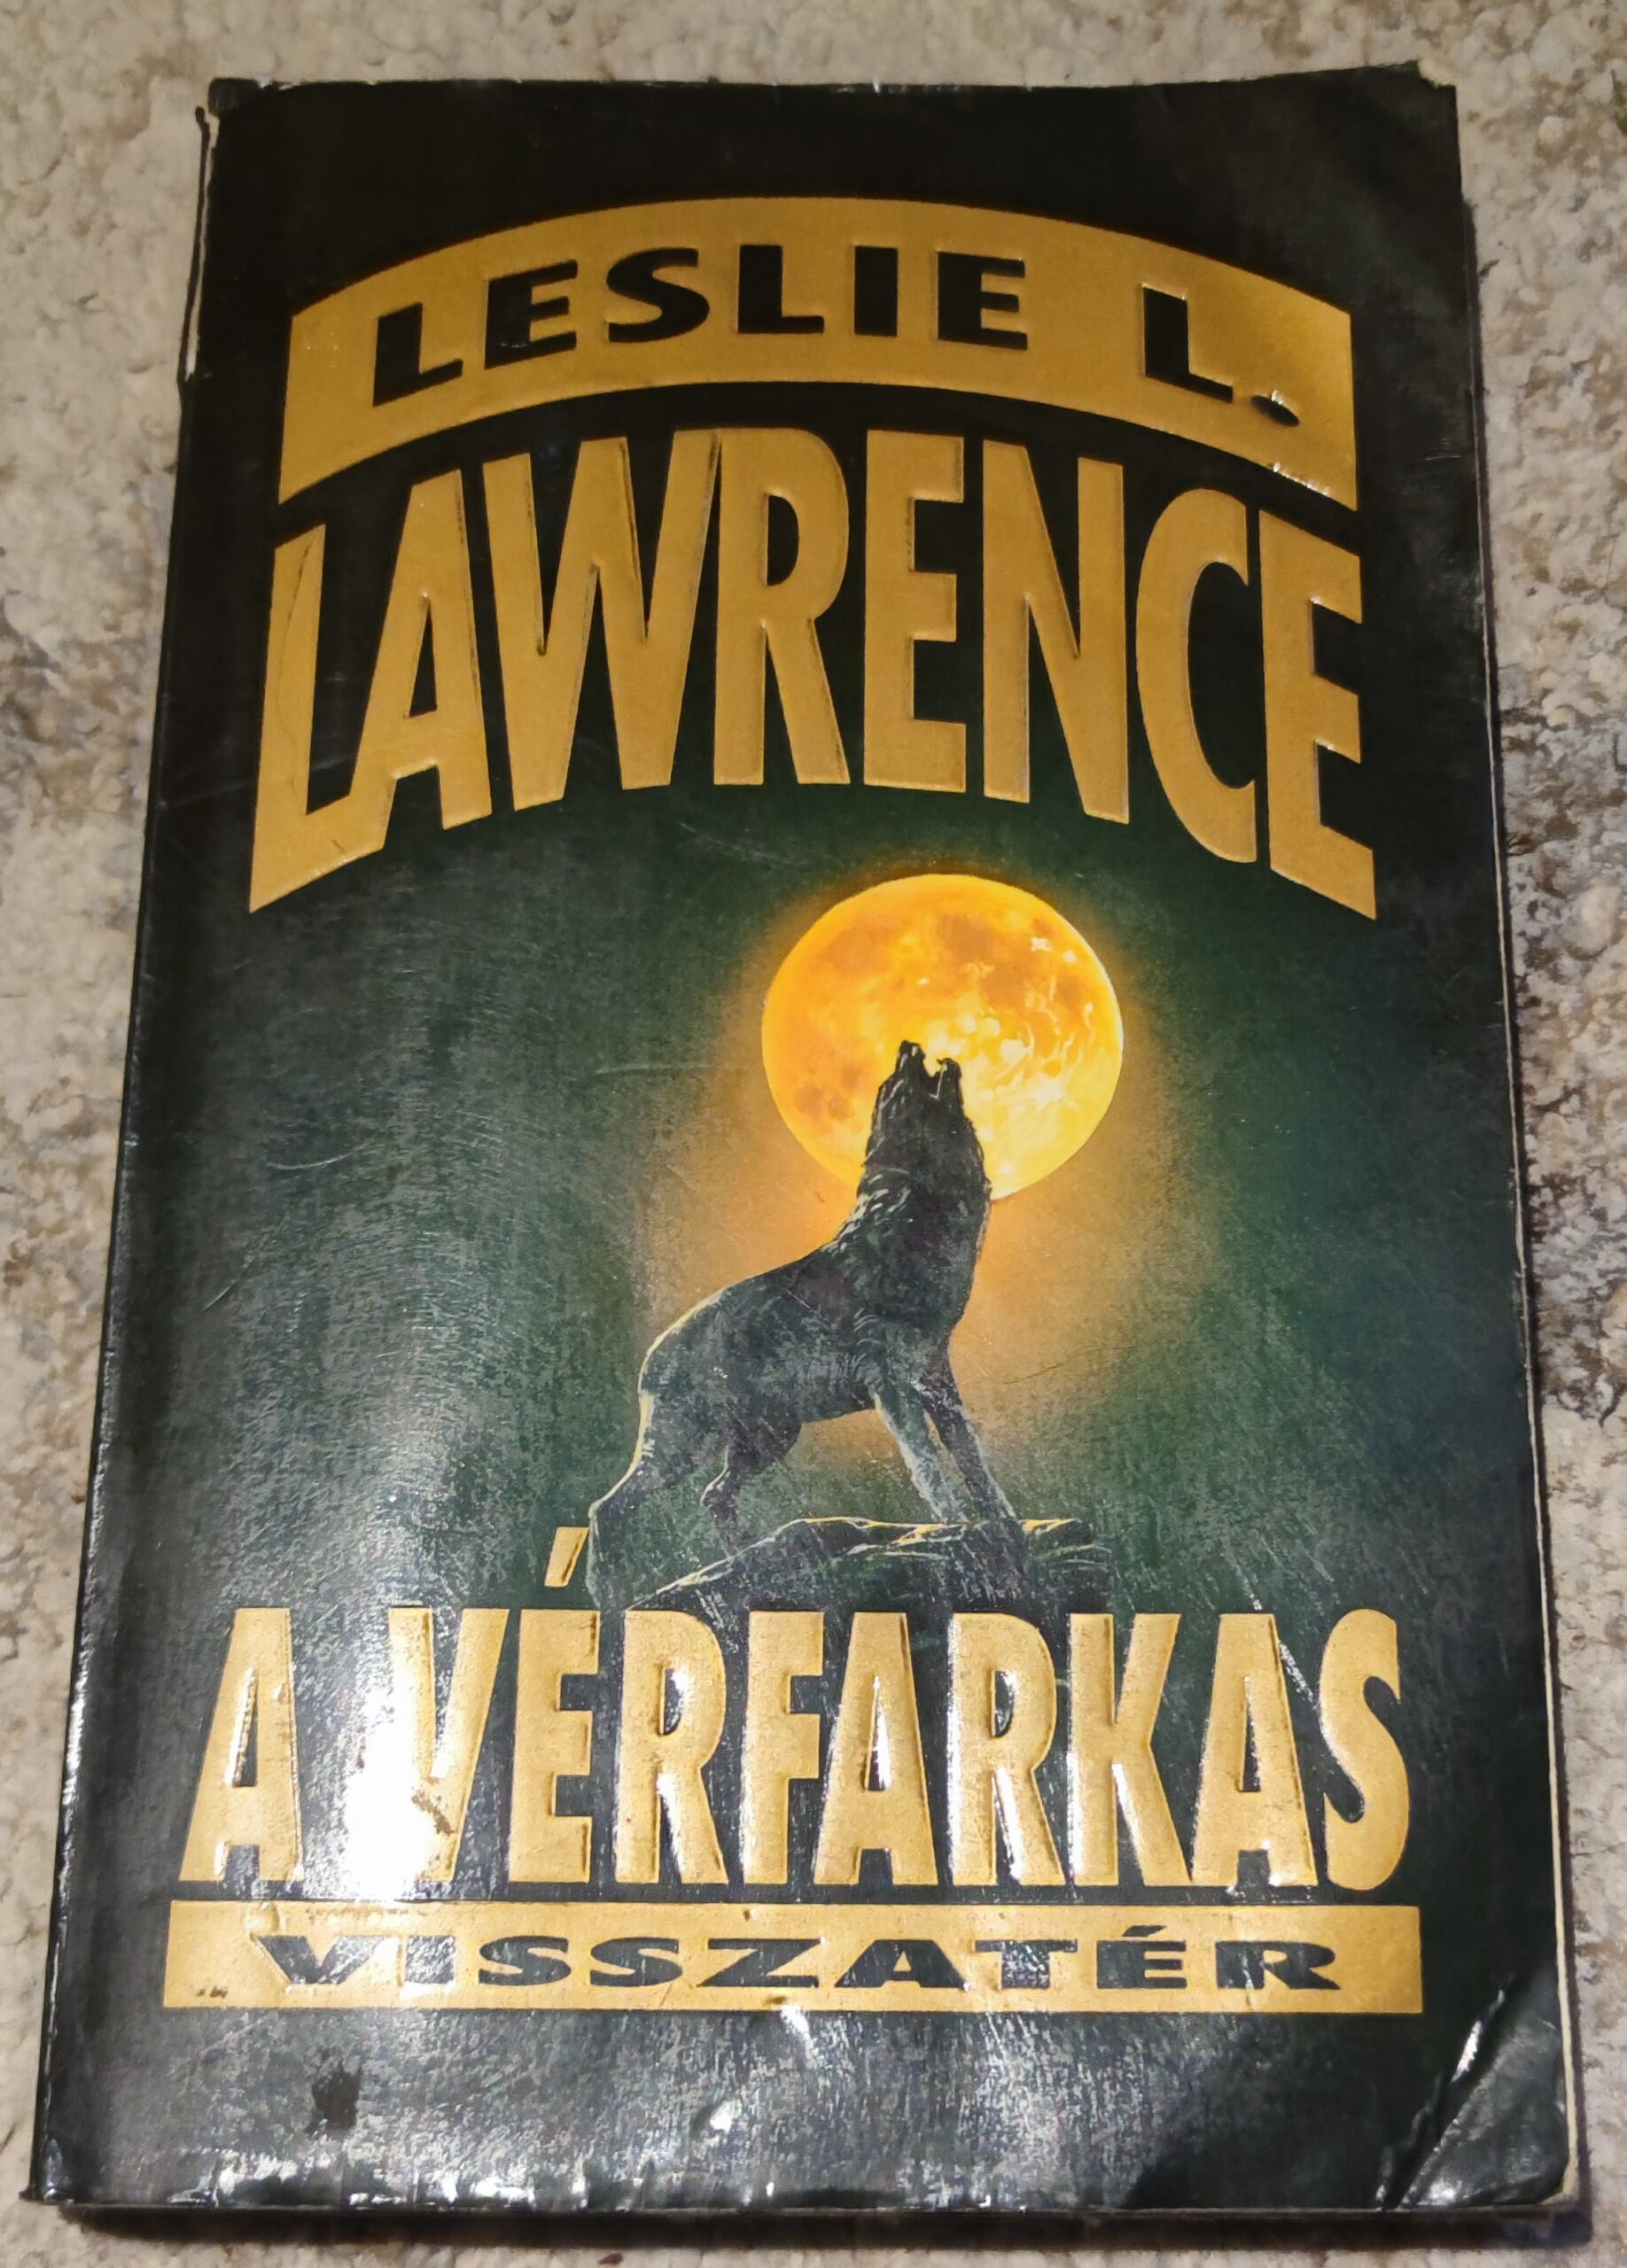 LESLIE L.
LAWRENCE
A VÉRFARKAS
VISSZATÉR